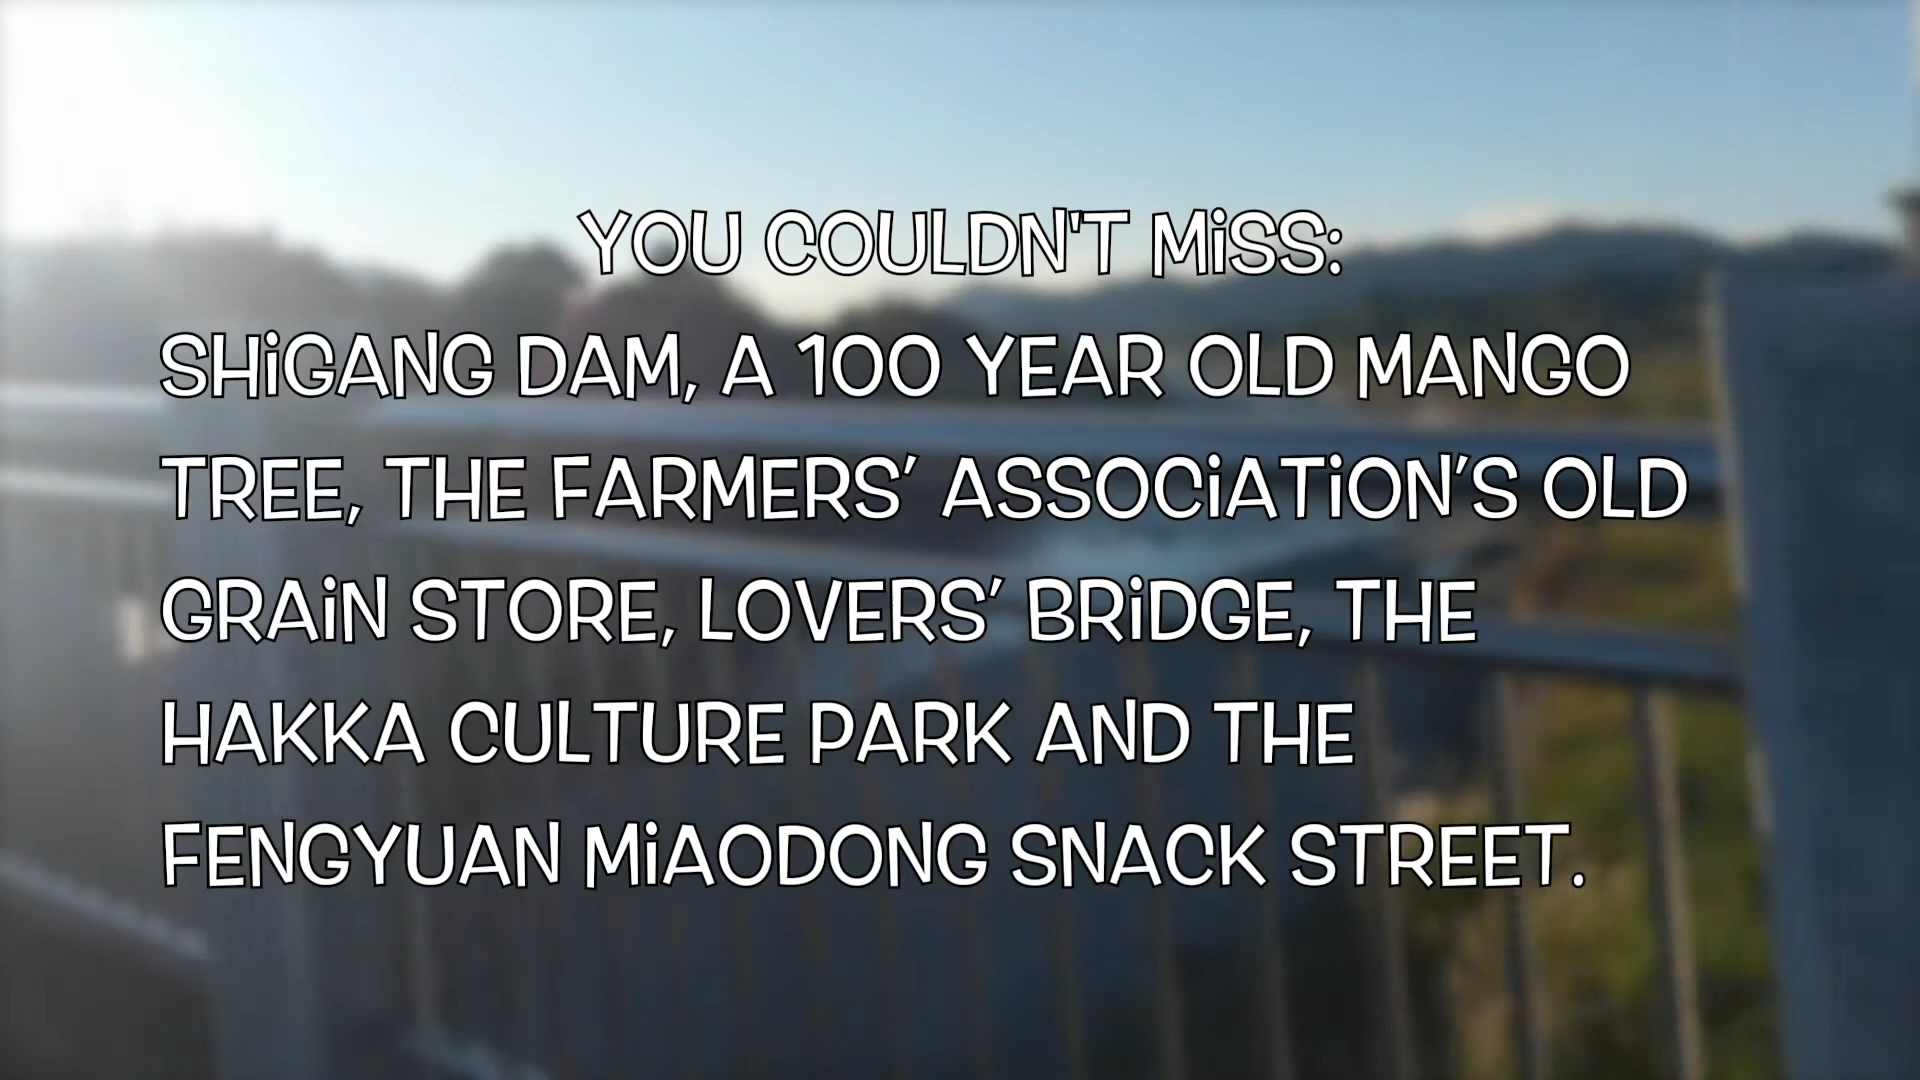 YOU COULDN'T MiSS:
SHiGANG DAM, A 100 YEAR OLD MANGO
TREE, THE FARMERS’ ASSOCiATiON’S OLD
GRAiN STORE, LOVERS’ BRiDGE, THE
HAKKA CULTURE PARK AND THE
FENGYUAN MiAODONG SNACK STREET.